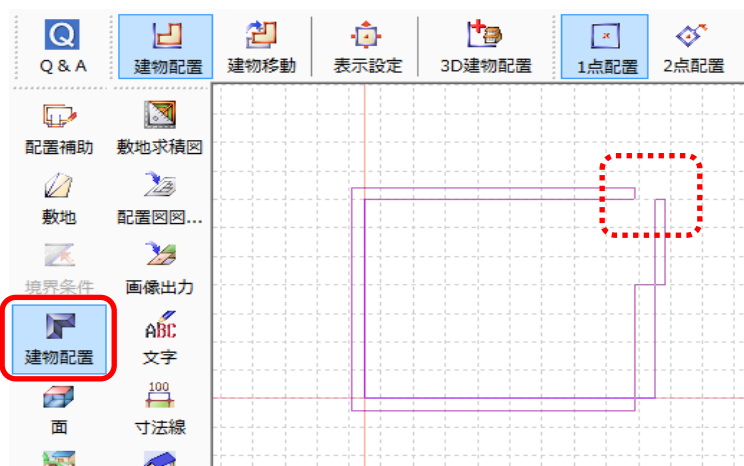 Q & A
建物配置
建物移動
表示設定
3D建物配置
1点配置
2点配置
配置補助
敷地求積図
敷地
配置図図...
境界条件
画像出力
建物配置
ABC
文字
100
面
寸法線